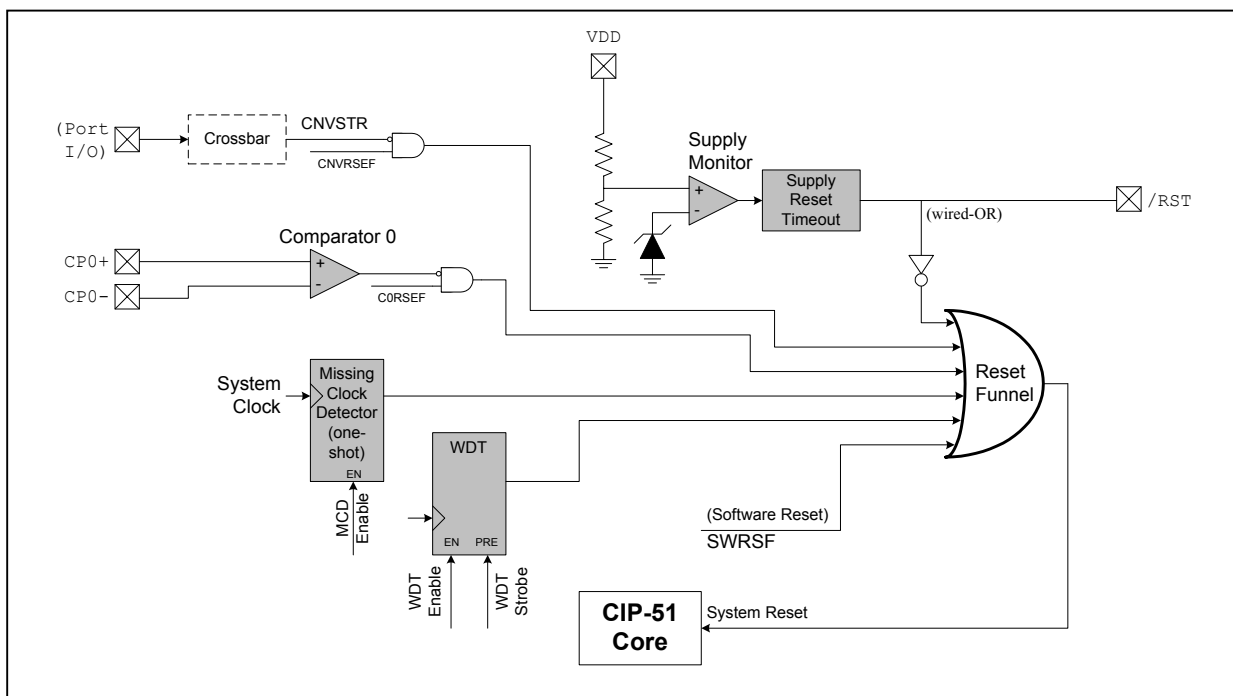 VDD
(Port
I/O)
Crossbar
CNVSTR
CNVRSEF
Supply
Monitor
+
-
Supply
Reset
Timeout
(wired-OR)
/RST
CP0+
CP0-
Comparator 0
+
-
C0RSEF
System
Clock
Missing
Clock
Detector
(one-
shot)
EN
MCD
Enable
WDT
EN
PRE
WDT
Enable
WDT
Strobe
Reset
Funnel
(Software Reset)
SWRSF
CIP-51
Core
System Reset